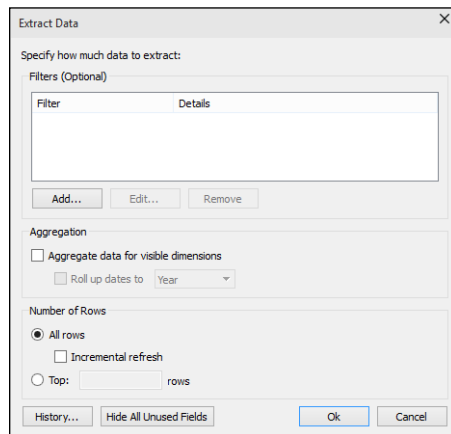 Extract Data
Specify how much data to extract:
Filters (Optional)
Filter Details
Add... Edit... Remove
Aggregation
Aggregate data for visible dimensions
Roll up dates to Year
Number of Rows
All rows
Incremental refresh
Top: rows
History... Hide All Unused Fields Ok Cancel